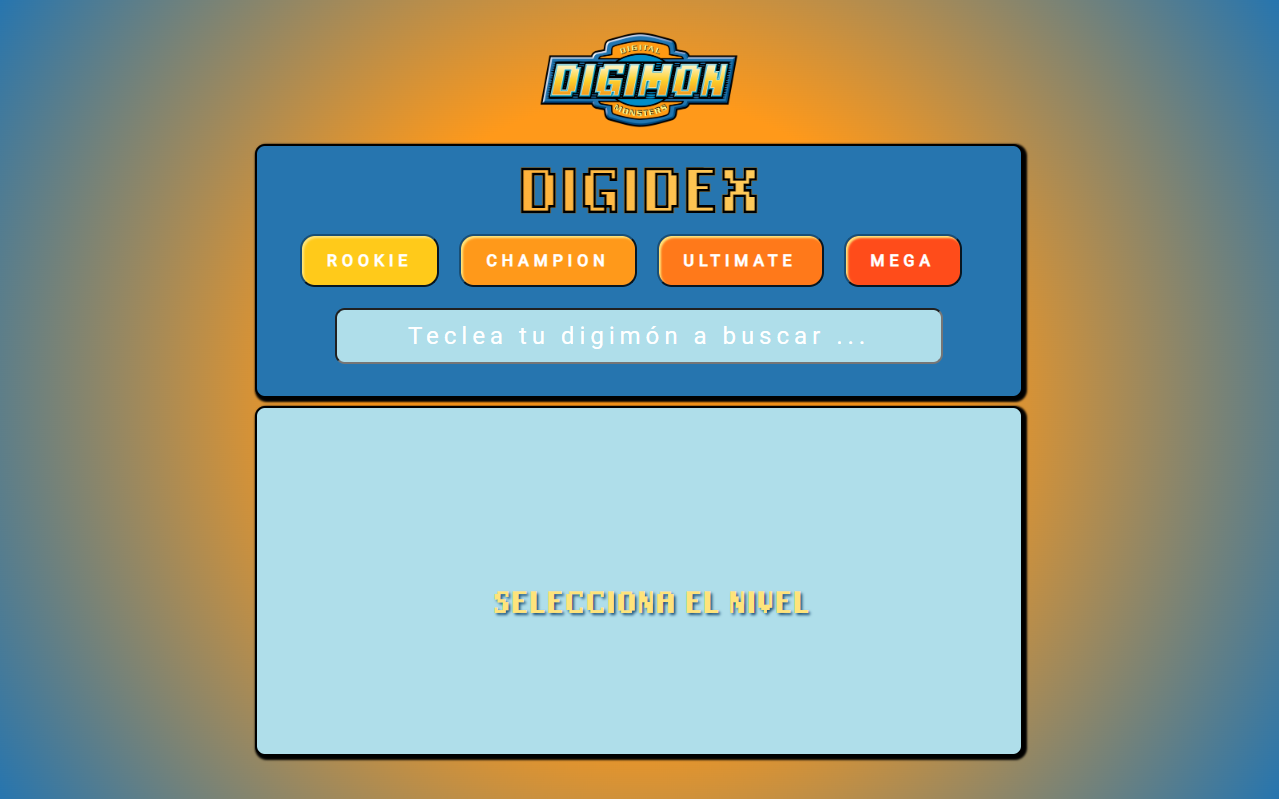 DIGITAL
DIGIMON
MONSTERS
DIGIDEX
ROOKIE CHAMPION ULTIMATE MEGA
Teclea tu digimón a buscar ...
SELECCIONA EL NIVEL